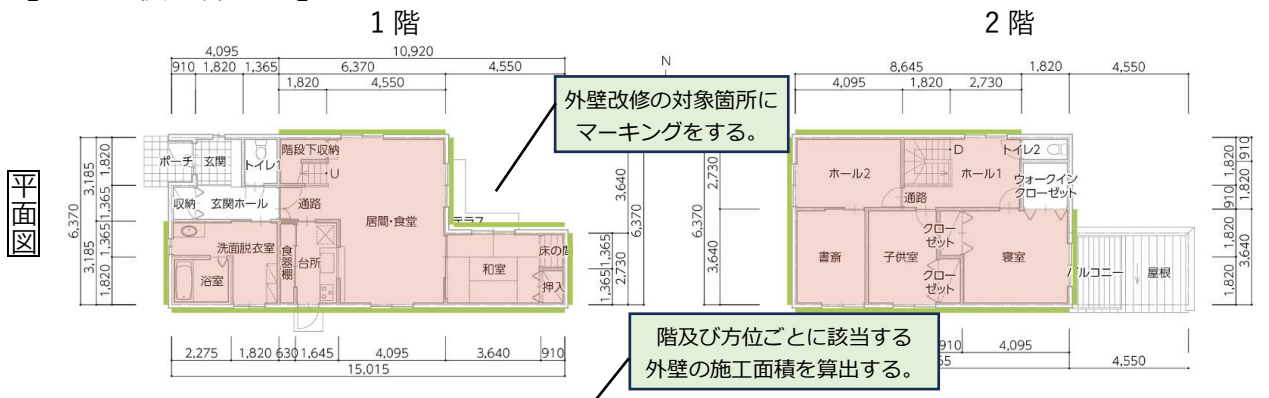 1階
2階
4,095
10,920
910
1,820
1,365
6,370
4,550
1,820
4,550
N
8,645
1,820
4,550
4,095
1,820
2,730
外壁改修の対象箇所に
マーキングをする。
平面図
6,370
3,185
3,185
1,820
1,365
1,365
1,820
ポーチ
玄関
トイレ1
階段下収納
U
収納
玄関ホール
通路
居間・食堂
洗面脱衣室
食器棚
台所
浴室
和室
床の間
押入
テラス
3,640
6,370
1,365
1,365
2,730
6,370
2,730
3,640
ホール2
D
ホール1
トイレ2
ウォークイン
クローゼット
通路
クロー
ゼット
書斎
子供室
寝室
クロー
ゼット
バルコニー
屋根
910
1,820
1,820
910
1,820
1,820
6,370
3,640
階及び方位ごとに該当する
外壁の施工面積を算出する。
2,275
1,820
630
1,645
4,095
3,640
910
15,015
910
4,095
4,550